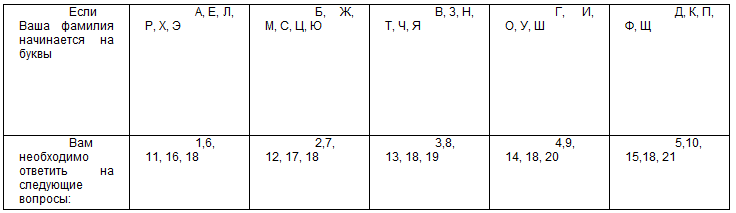 Если
Ваша фамилия
начинается на
буквы
А, Е, Л,
Р, Х, Э
Б, Ж,
М, С, Ц, Ю
В, З, Н,
Т, Ч, Я
Г, И,
О, У, Ш
Д, К, П,
Ф, Щ
Вам
необходимо
ответить на
следующие
вопросы:
1,6,
11, 16, 18
2,7,
12, 17, 18
3,8,
13, 18, 19
4,9,
14, 18, 20
5,10,
15,18, 21